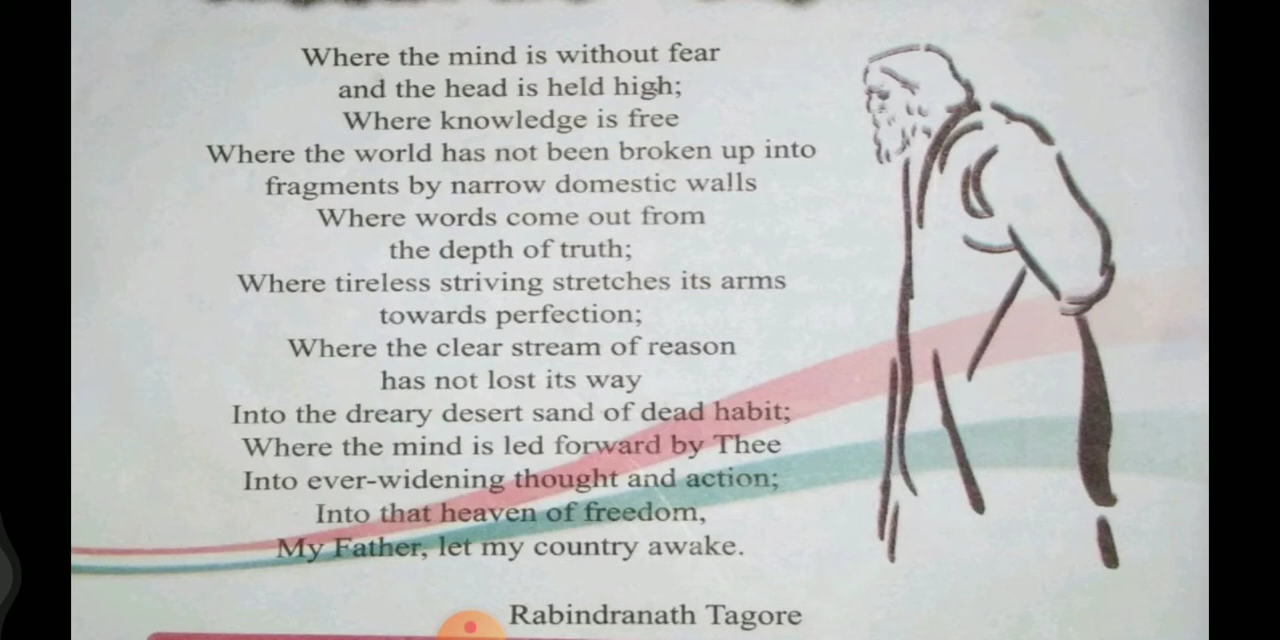 Where the mind is without fear
and the head is held high;
Where knowledge is free
Where the world has not been broken up into
fragments by narrow domestic walls
Where words come out from
the depth of truth;
Where tireless striving stretches its arms
towards perfection;
Where the clear stream of reason
has not lost its way
Into the dreary desert sand of dead habit;
Where the mind is led forward by Thee
Into ever-widening thought and action;
Into that heaven of freedom,
My Father, let my country awake.
Rabindranath Tagore